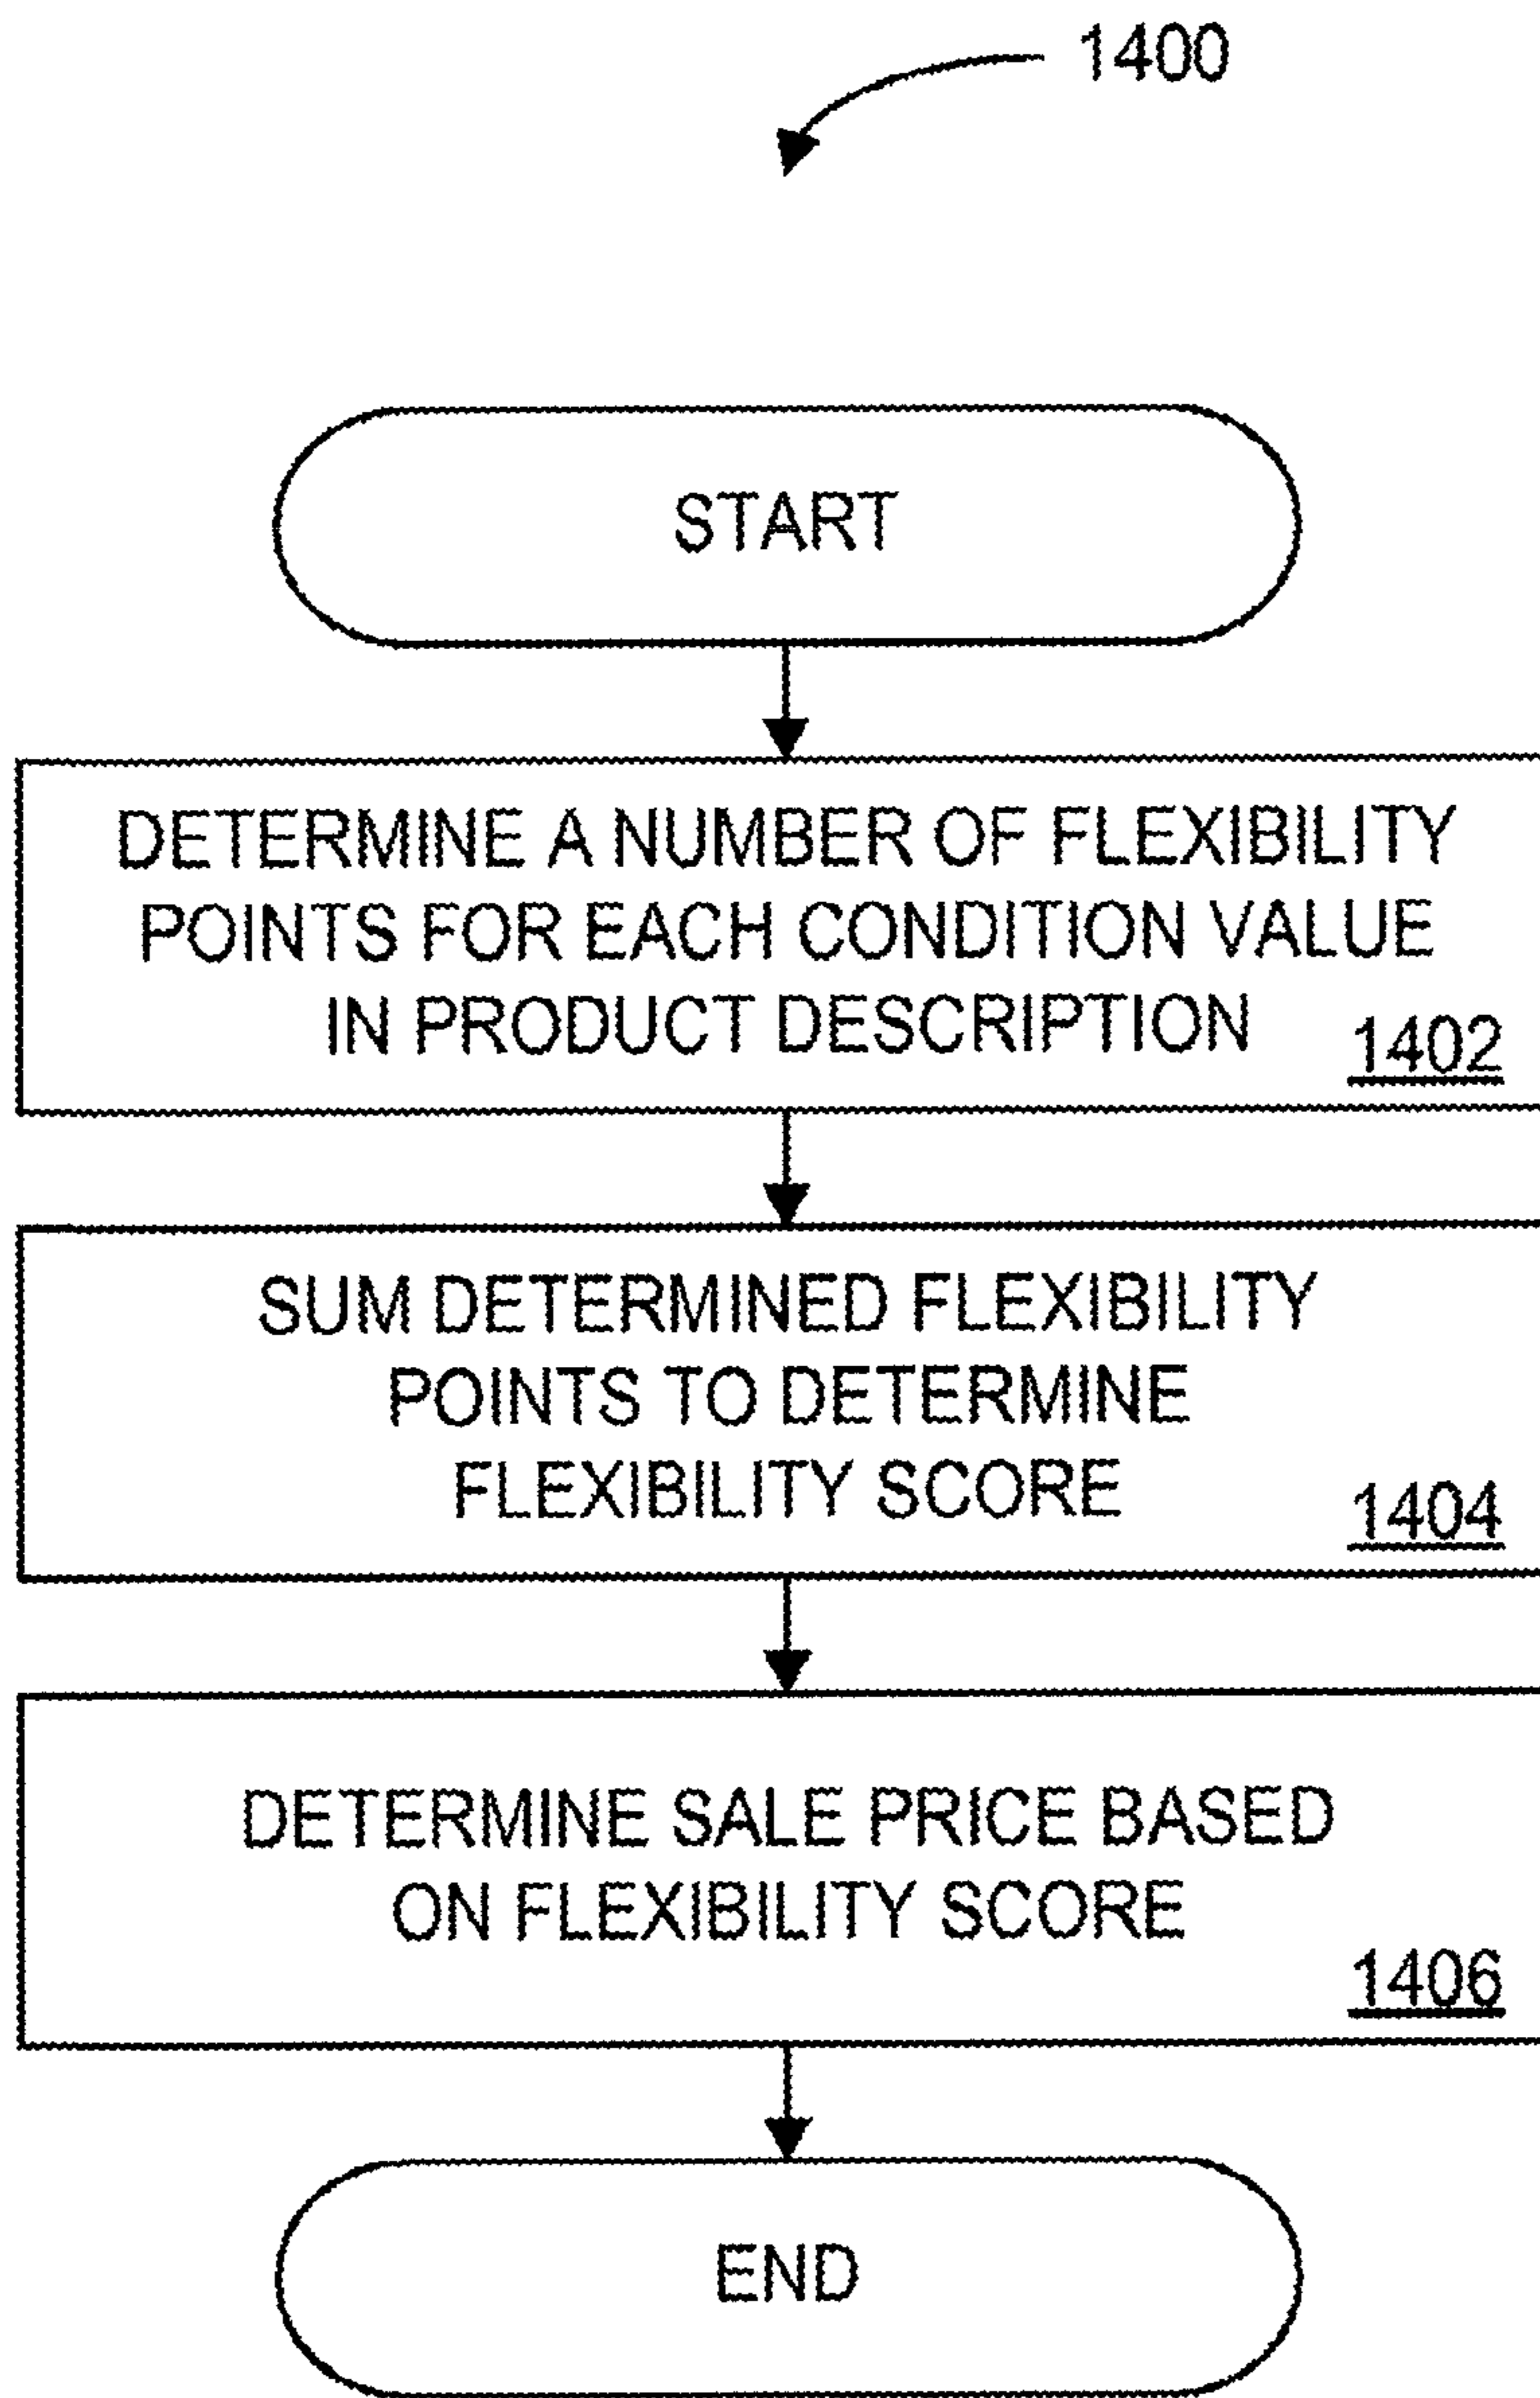 1400
START
DETERMINE A NUMBER OF FLEXIBILITY
POINTS FOR EACH CONDITION VALUE
IN PRODUCT DESCRIPTION
1402
SUM DETERMINED FLEXIBILITY
POINTS TO DETERMINE
FLEXIBILITY SCORE
1404
DETERMINE SALE PRICE BASED
ON FLEXIBILITY SCORE
1406
END